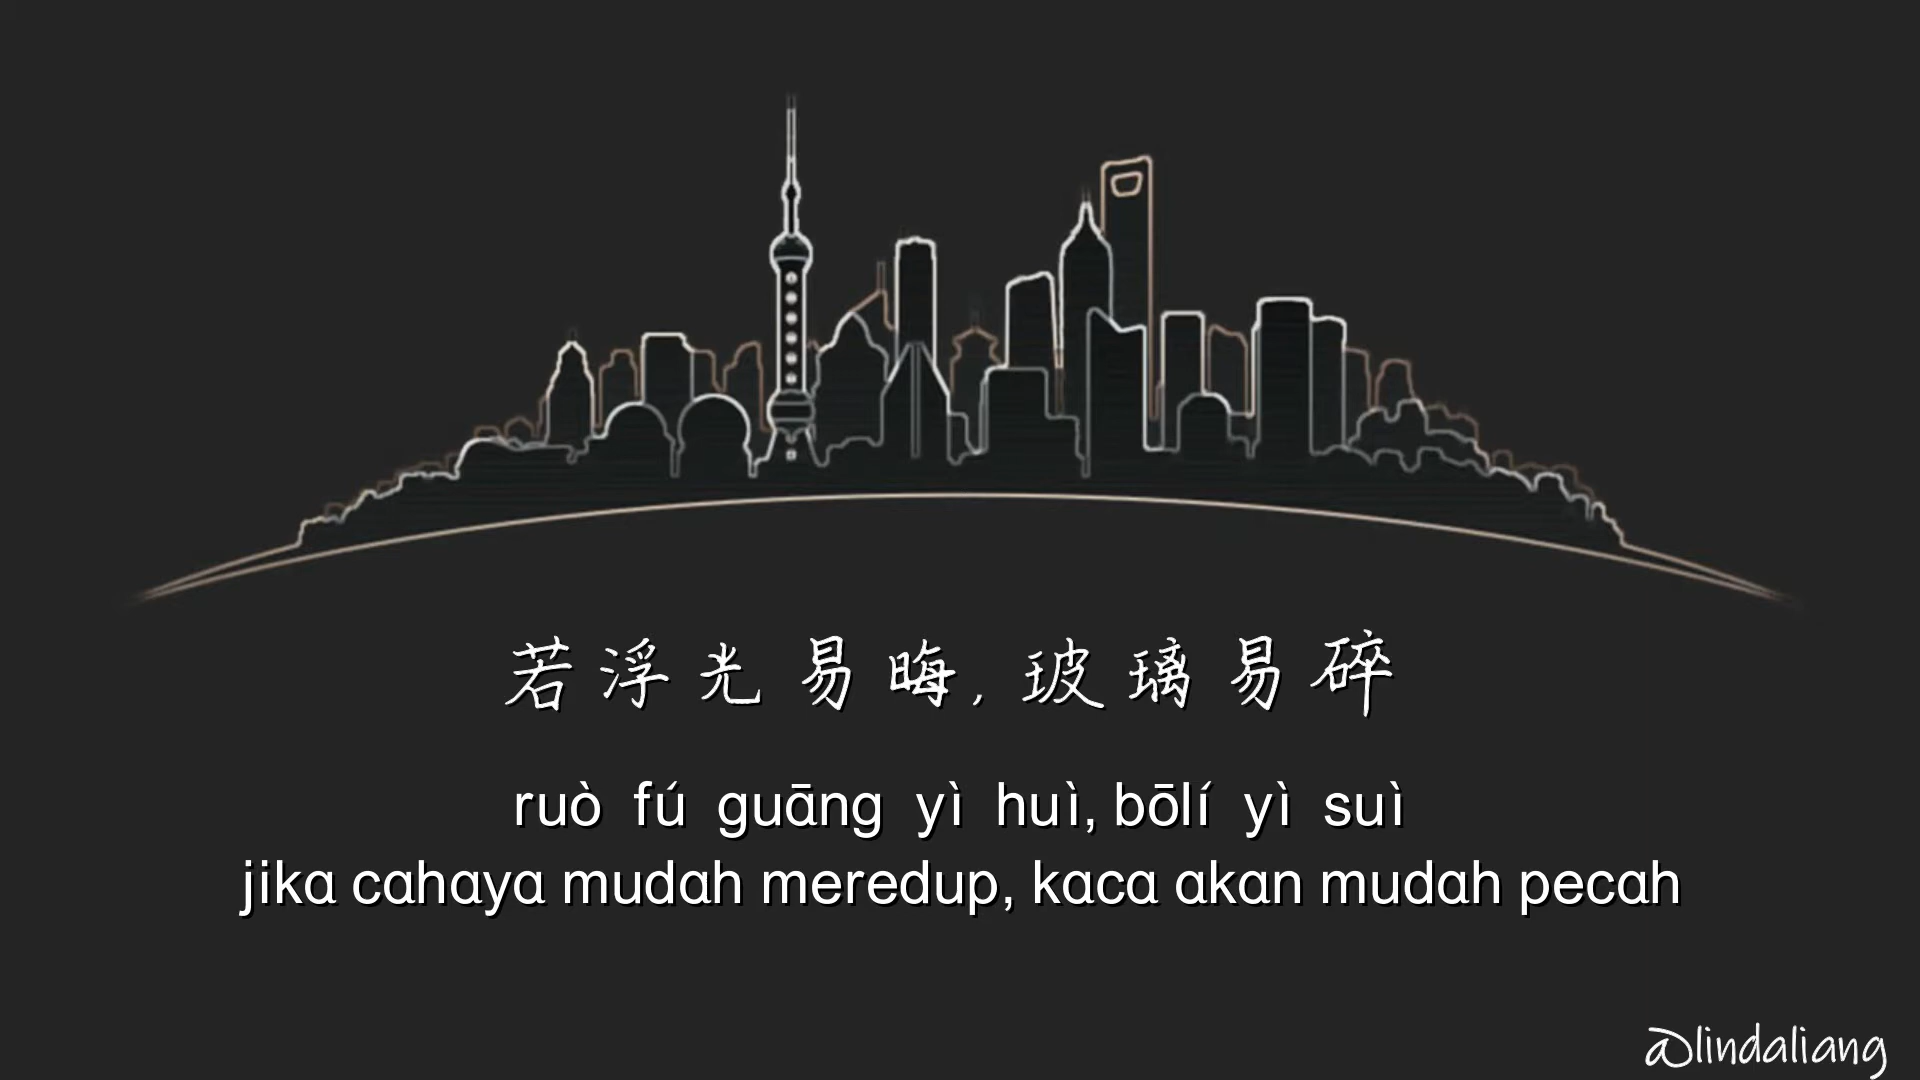 若浮光易晦,玻璃易碎
ruò fú guāng yì huì, bōlí yì suì
jika cahaya mudah meredup, kaca akan mudah pecah
@lindaliang